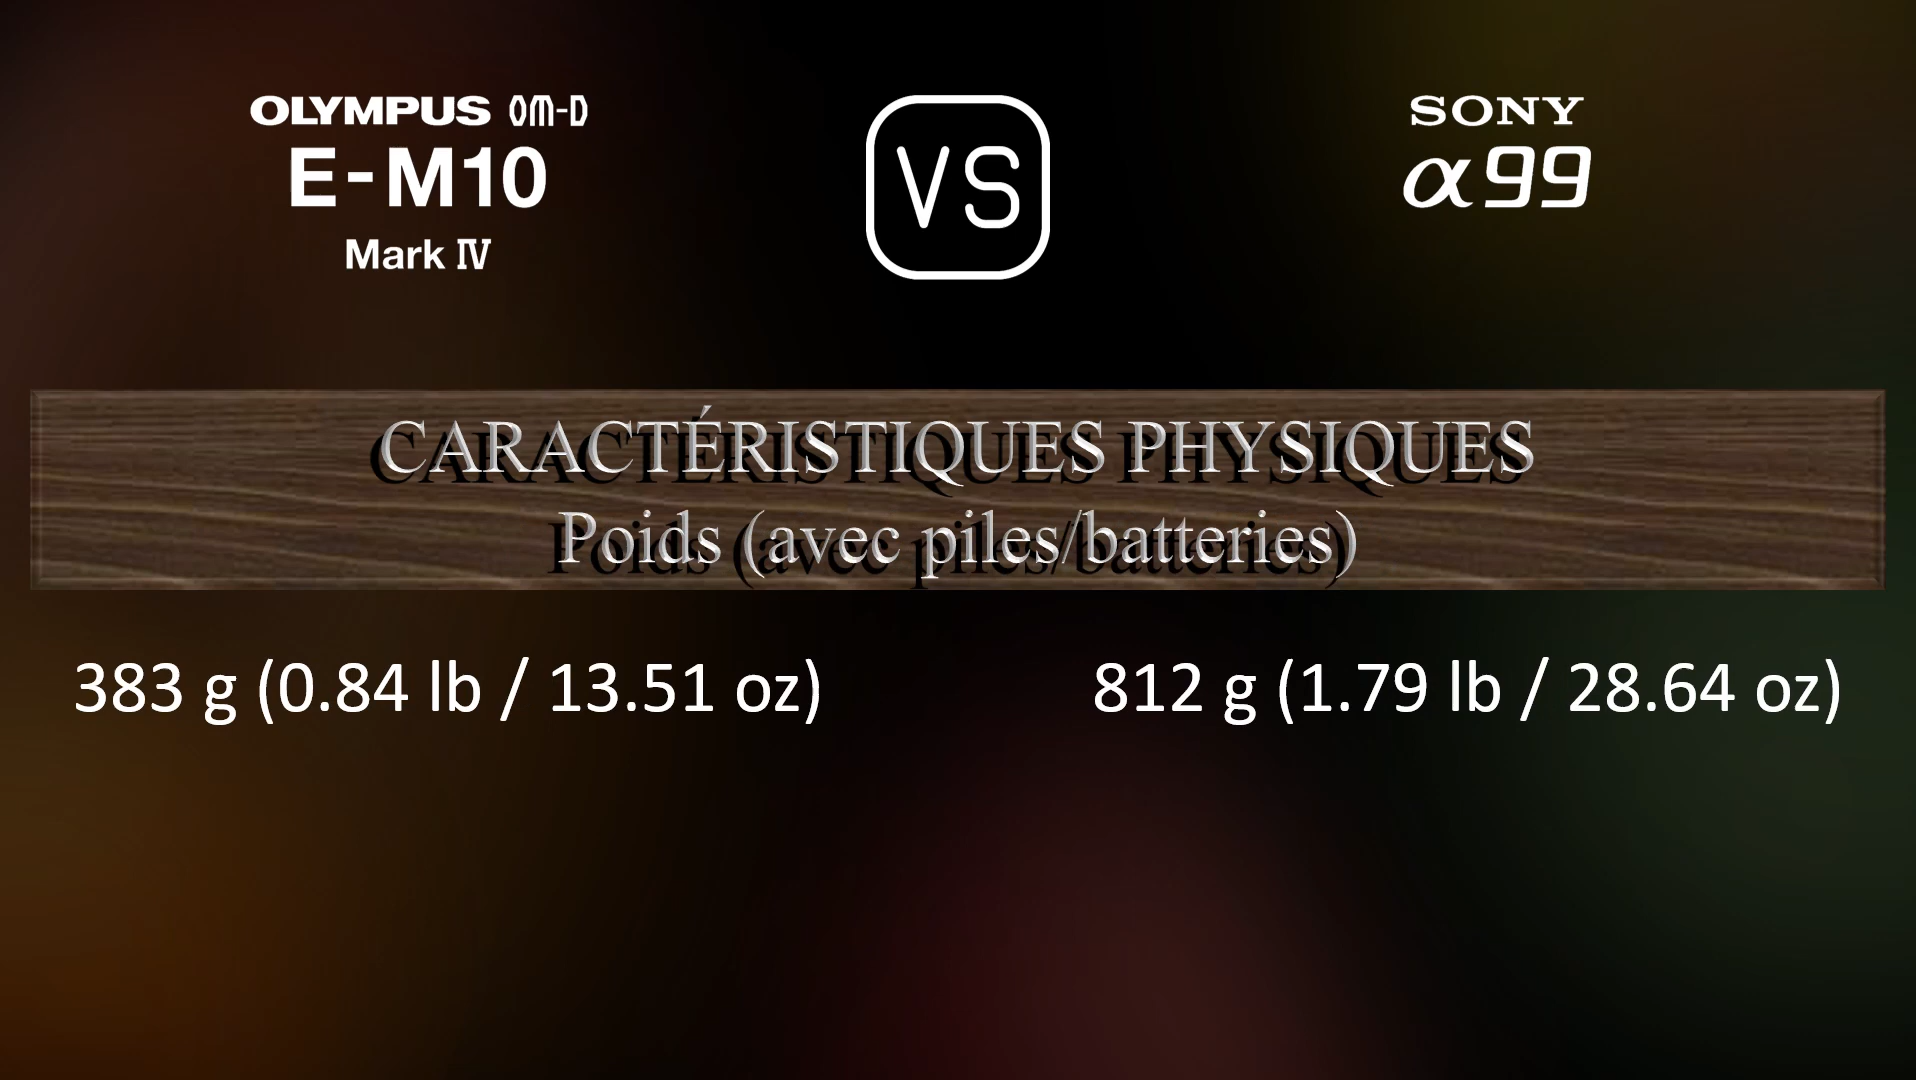 OLYMPUS OM-D
E-M10
Mark IV
VS
SONY
α99
CARACTÉRISTIQUES PHYSIQUES
Poids (avec piles/batteries)
383 g (0.84 lb / 13.51 oz)
812 g (1.79 lb / 28.64 oz)